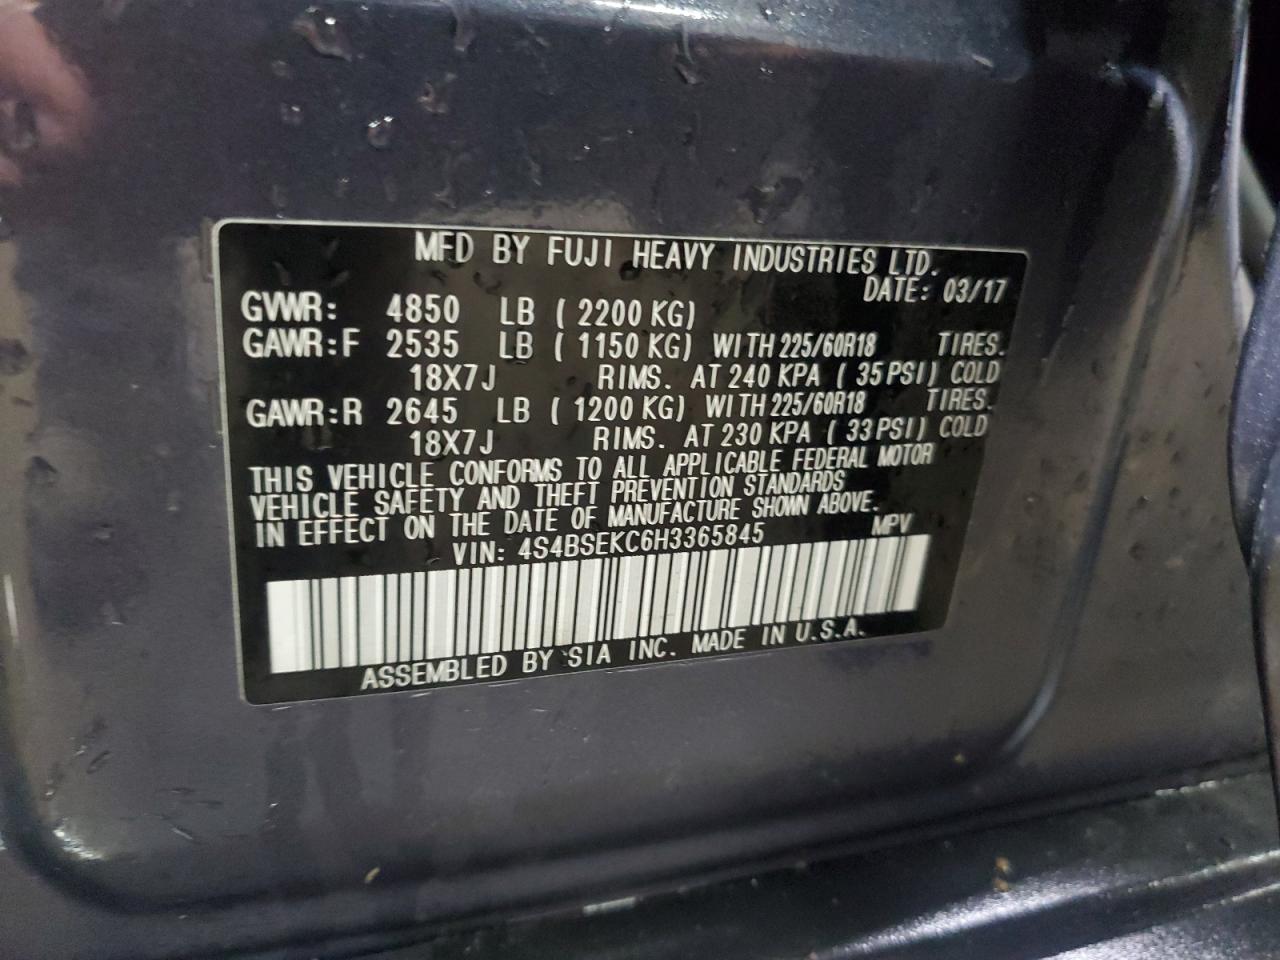 MFD BY FUJI HEAVY INDUSTRIES LTD.
DATE: 03/17
GVWR: 4850 LB ( 2200 KG)
GAWR:F 2535 LB ( 1150 KG) WITH 225/60R18 TIRES.
18X7J RIMS. AT 240 KPA ( 35 PSI) COLD
GAWR:R 2645 LB ( 1200 KG) WITH 225/60R18 TIRES.
18X7J RIMS. AT 230 KPA ( 33 PSI) COLD
THIS VEHICLE CONFORMS TO ALL APPLICABLE FEDERAL MOTOR
VEHICLE SAFETY AND THEFT PREVENTION STANDARDS
IN EFFECT ON THE DATE OF MANUFACTURE SHOWN ABOVE.
VIN: 4S4BSEKC6H3365845 MPV
ASSEMBLED BY SIA INC. MADE IN U.S.A.